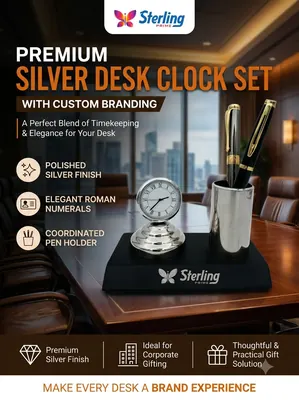 Sterling
PRIME
PREMIUM
SILVER DESK CLOCK SET
WITH CUSTOM BRANDING
A Perfect Blend of Timekeeping
& Elegance for Your Desk
POLISHED
SILVER FINISH
ELEGANT ROMAN
NUMERALS
COORDINATED
PEN HOLDER
Sterling
PRIME
Premium
Silver Finish
Ideal for
Corporate
Gifting
Thoughtful &
Practical Gift
Solution
MAKE EVERY DESK A BRAND EXPERIENCE